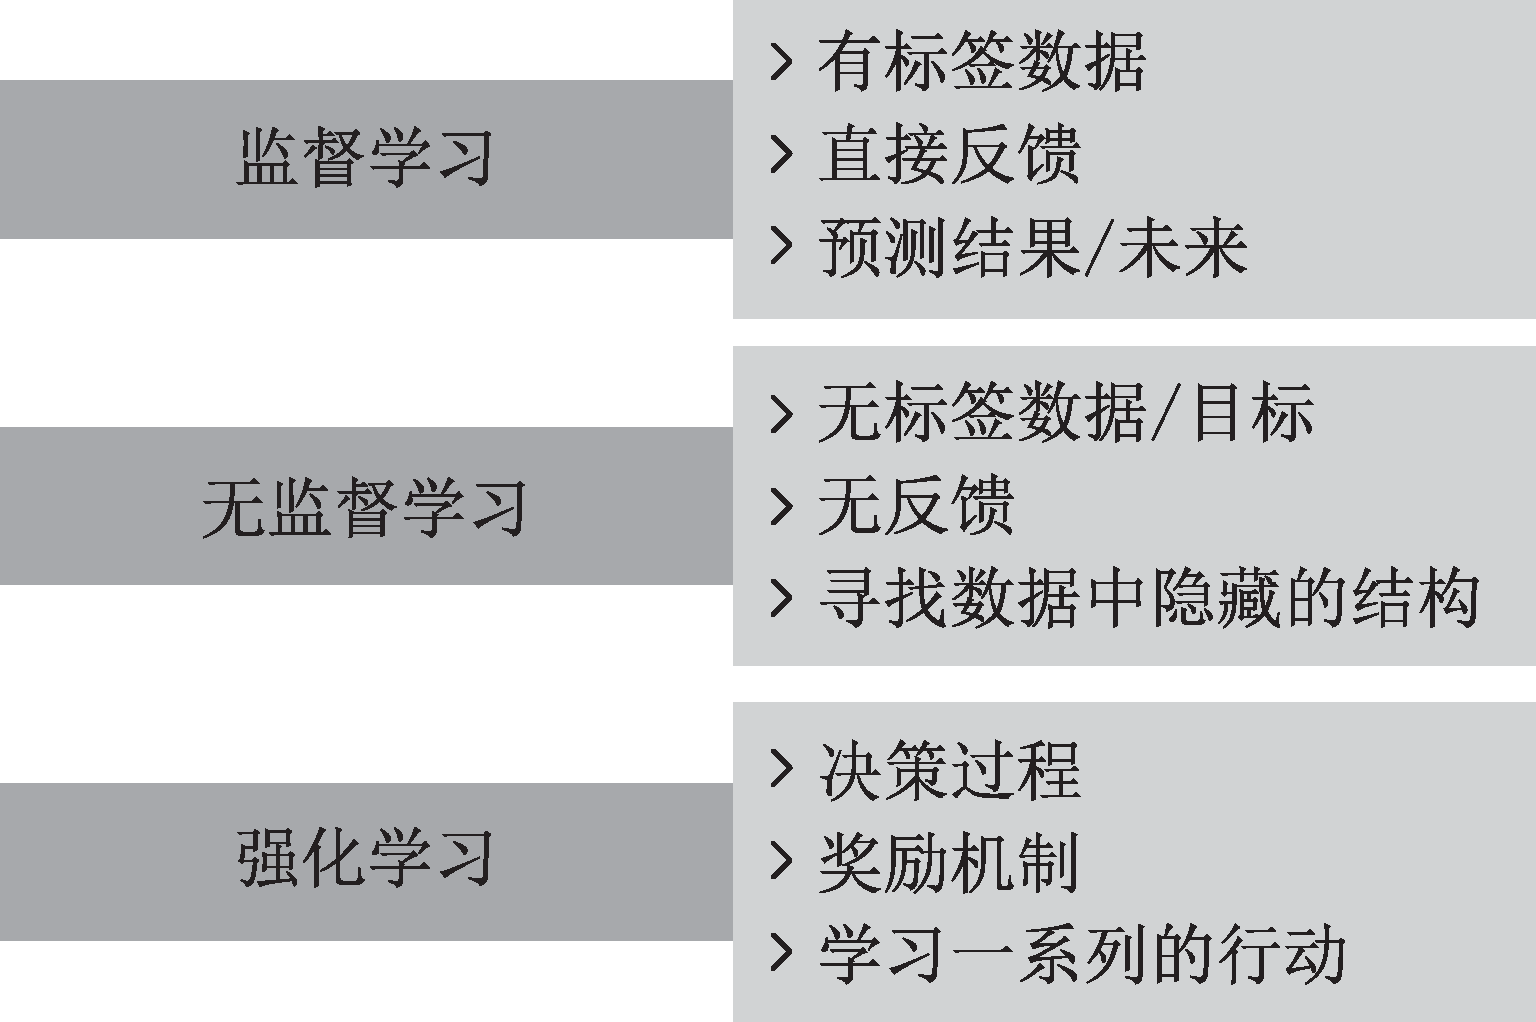 监督学习
> 有标签数据
> 直接反馈
> 预测结果/未来
无监督学习
> 无标签数据/目标
> 无反馈
> 寻找数据中隐藏的结构
强化学习
> 决策过程
> 奖励机制
> 学习一系列的行动